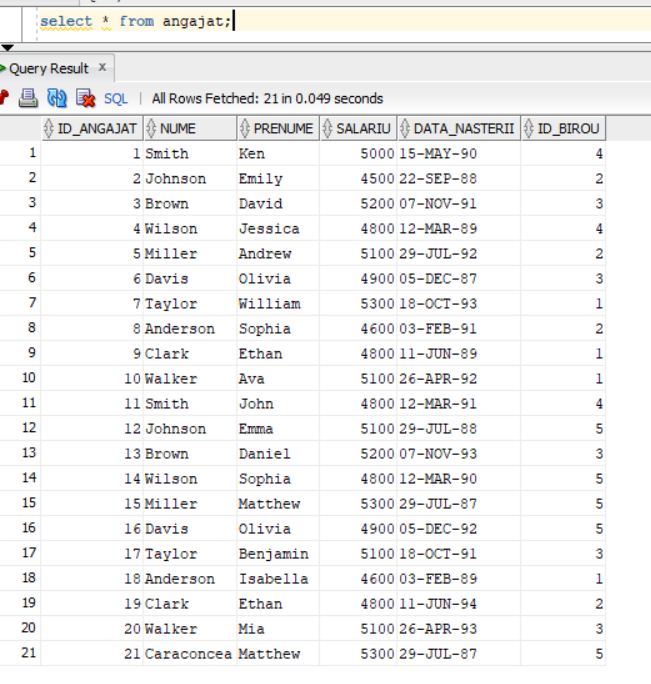 select * from angajat;
Query Result x
SQL | All Rows Fetched: 21 in 0.049 seconds
ID_ANGAJAT NUME PRENUME SALARIU DATA_NASTERII ID_BIROU
1 1 Smith Ken 5000 15-MAY-90 4
2 2 Johnson Emily 4500 22-SEP-88 2
3 3 Brown David 5200 07-NOV-91 3
4 4 Wilson Jessica 4800 12-MAR-89 4
5 5 Miller Andrew 5100 29-JUL-92 2
6 6 Davis Olivia 4900 05-DEC-87 3
7 7 Taylor William 5300 18-OCT-93 1
8 8 Anderson Sophia 4600 03-FEB-91 2
9 9 Clark Ethan 4800 11-JUN-89 1
10 10 Walker Ava 5100 26-APR-92 1
11 11 Smith John 4800 12-MAR-91 4
12 12 Johnson Emma 5100 29-JUL-88 5
13 13 Brown Daniel 5200 07-NOV-93 3
14 14 Wilson Sophia 4800 12-MAR-90 5
15 15 Miller Matthew 5300 29-JUL-87 5
16 16 Davis Olivia 4900 05-DEC-92 5
17 17 Taylor Benjamin 5100 18-OCT-91 3
18 18 Anderson Isabella 4600 03-FEB-89 1
19 19 Clark Ethan 4800 11-JUN-94 2
20 20 Walker Mia 5100 26-APR-93 3
21 21 Caraconcea Matthew 5300 29-JUL-87 5